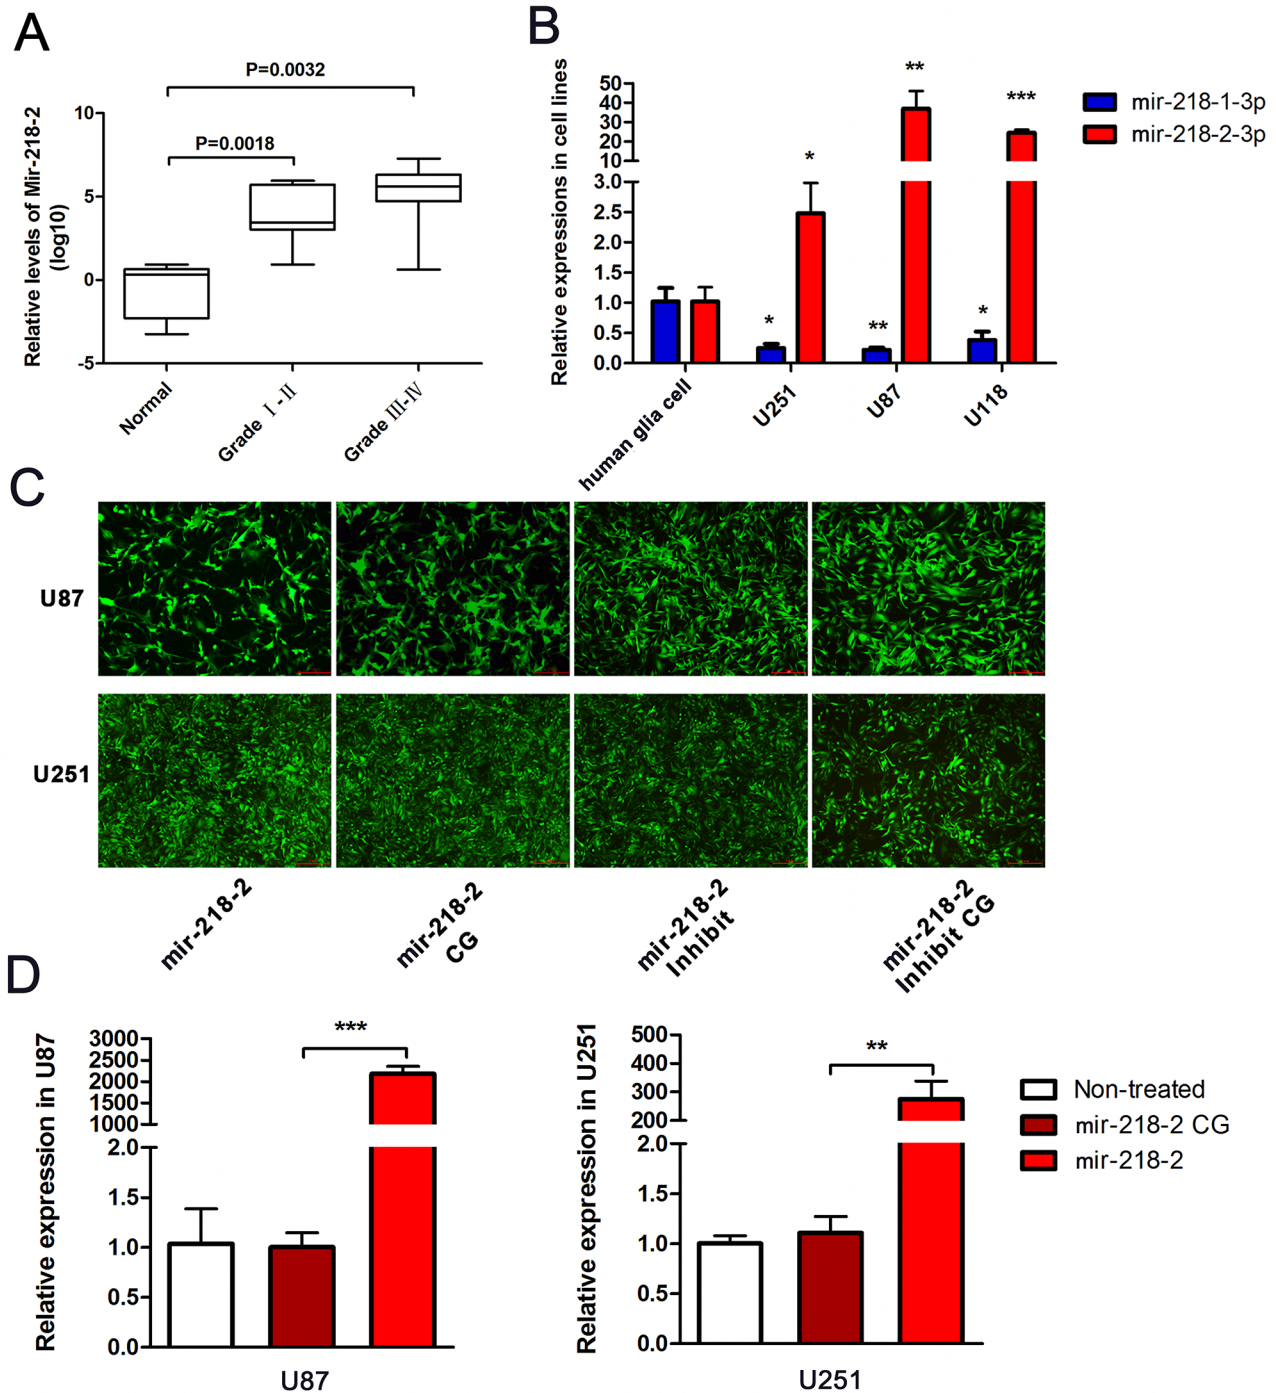 A
P=0.0032
P=0.0018
Relative levels of Mir-218-2
(log10)
10
5
0
-5
Normal
Grade Ⅰ-Ⅱ
Grade Ⅲ-Ⅳ
B
Relative expressions in cell lines
50
40
30
20
10
3.0
2.5
2.0
1.5
1.0
0.5
0.0
*
*
**
**
*
***
human glia cell
U251
U87
U118
mir-218-1-3p
mir-218-2-3p
C
U87
U251
mir-218-2
mir-218-2
CG
mir-218-2
Inhibit
mir-218-2
Inhibit CG
D
Relative expression in U87
3000
2500
2000
1500
1000
2.0
1.5
1.0
0.5
0.0
***
U87
Relative expression in U251
500
400
300
200
2.0
1.5
1.0
0.5
0.0
**
U251
Non-treated
mir-218-2 CG
mir-218-2